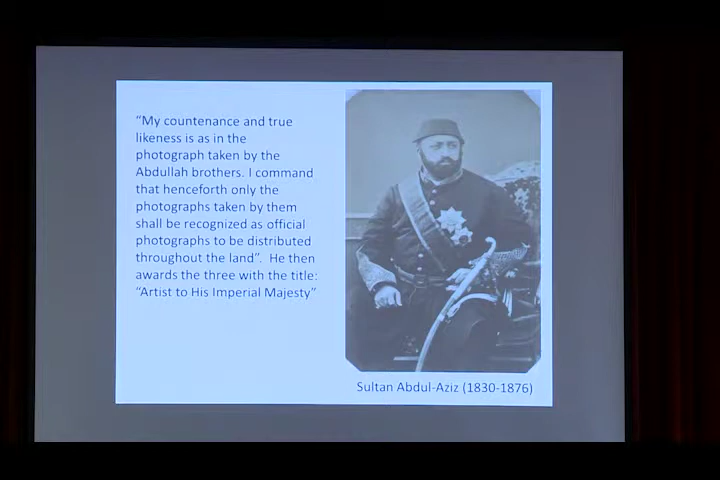 “My countenance and true
likeness is as in the
photograph taken by the
Abdullah brothers. I command
that henceforth only the
photographs taken by them
shall be recognized as official
photographs to be distributed
throughout the land”.  He then
awards the three with the title:
“Artist to His Imperial Majesty”
Sultan Abdul-Aziz (1830-1876)